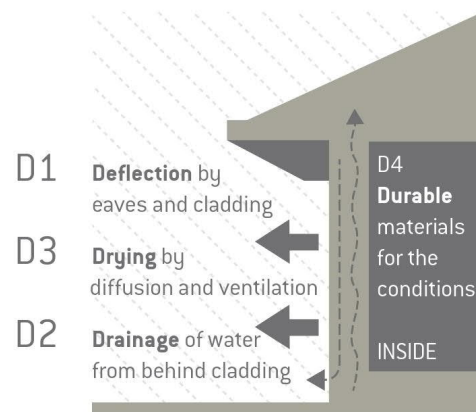 D1
Deflection by
eaves and cladding
D3
Drying by
diffusion and ventilation
D2
Drainage of water
from behind cladding
D4
Durable
materials
for the
conditions
INSIDE